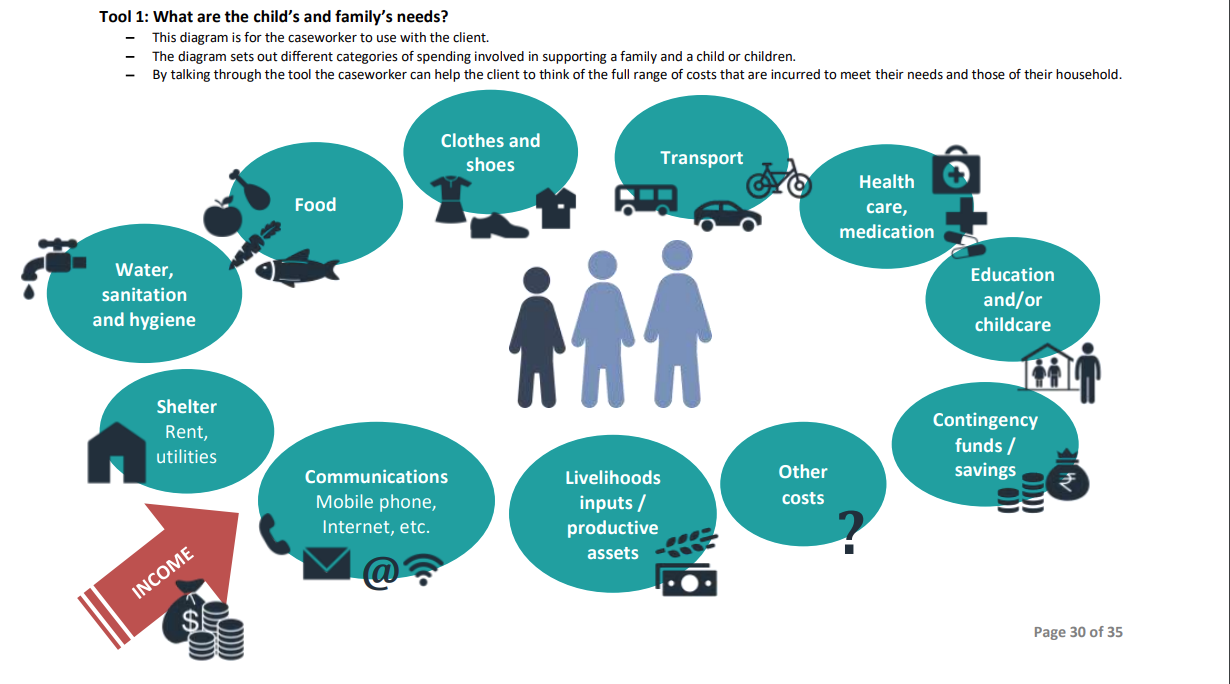 Tool 1: What are the child’s and family’s needs?
– This diagram is for the caseworker to use with the client.
– The diagram sets out different categories of spending involved in supporting a family and a child or children.
– By talking through the tool the caseworker can help the client to think of the full range of costs that are incurred to meet their needs and those of their household.
Clothes and
shoes
Transport
Health
care,
medication
Food
Water,
sanitation
and hygiene
Education
and/or
childcare
Shelter
Rent,
utilities
Contingency
funds /
savings
₹
Communications
Mobile phone,
Internet, etc.
@
Livelihoods
inputs /
productive
assets
Other
costs
?
INCOME
$
Page 30 of 35